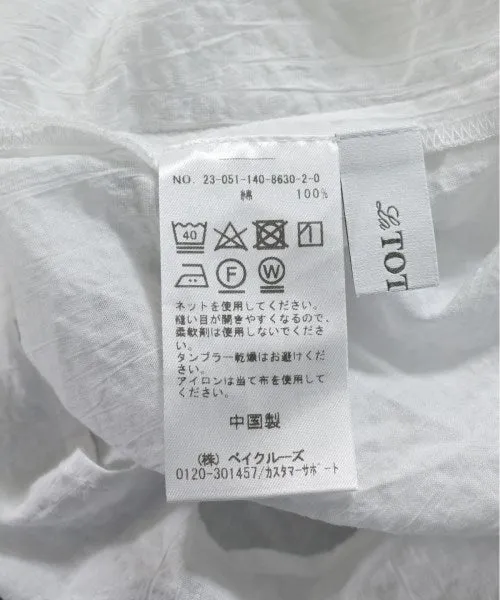 NO. 23-051-140-8630-2-0
綿 100%
40
F W
ネットを使用してください。
縫い目が開きやすくなるので、
柔軟剤は使用しないでくださ
い。
タンブラー乾燥はお避けくだ
さい。
アイロンは当て布を使用して
ください。
中国製
(株) ベイクルーズ
0120-301457/カスタマーサポート
La TOT